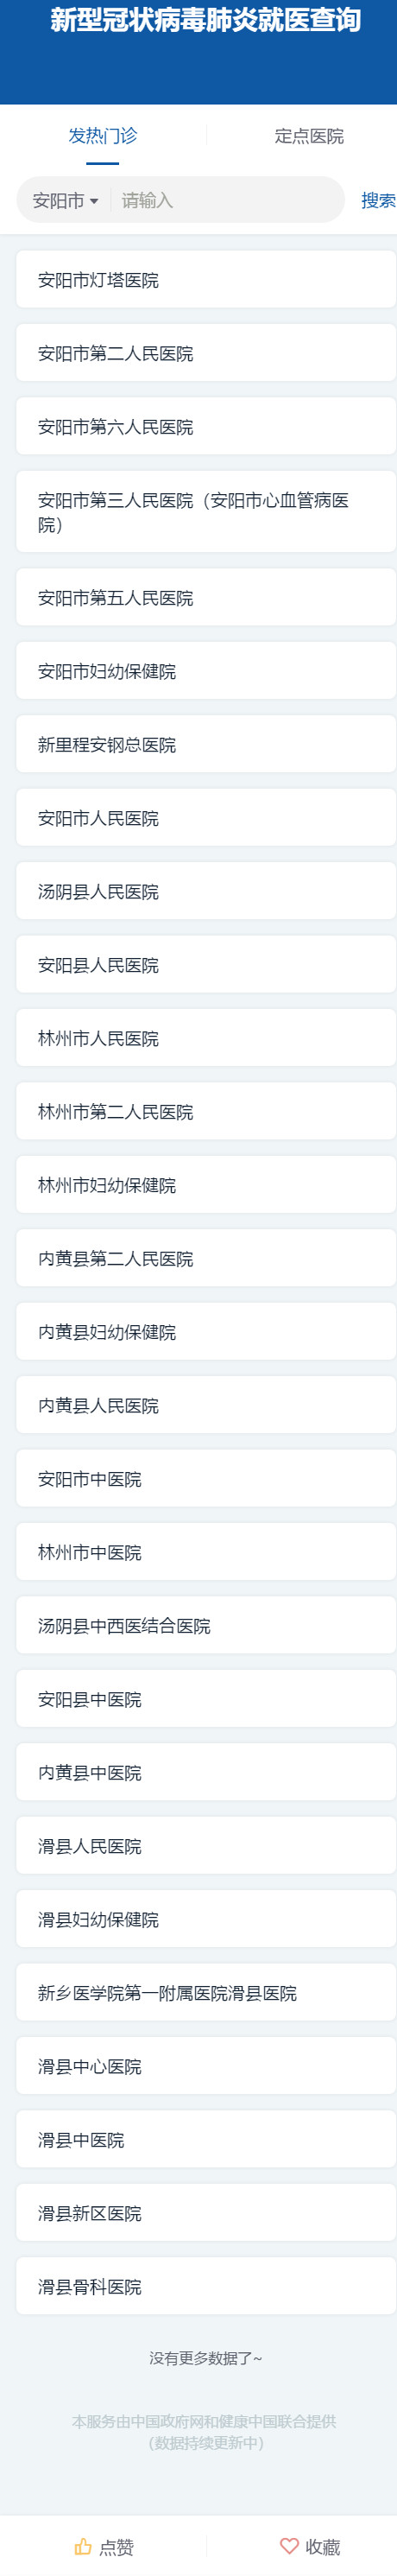 新型冠状病毒肺炎就医查询
发热门诊
定点医院
安阳市 请输入 搜索
安阳市灯塔医院
安阳市第二人民医院
安阳市第六人民医院
安阳市第三人民医院（安阳市心血管病医
院）
安阳市第五人民医院
安阳市妇幼保健院
新里程安钢总医院
安阳市人民医院
汤阴县人民医院
安阳县人民医院
林州市人民医院
林州市第二人民医院
林州市妇幼保健院
内黄县第二人民医院
内黄县妇幼保健院
内黄县人民医院
安阳市中医院
林州市中医院
汤阴县中西医结合医院
安阳县中医院
内黄县中医院
滑县人民医院
滑县妇幼保健院
新乡医学院第一附属医院滑县医院
滑县中心医院
滑县中医院
滑县新区医院
滑县骨科医院
没有更多数据了~
本服务由中国政府网和健康中国联合提供
（数据持续更新中）
点赞
收藏